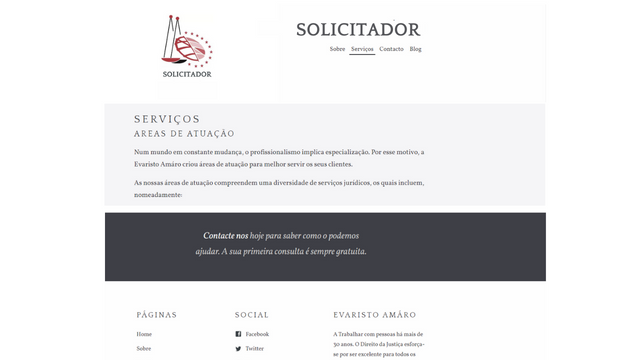 SOLICITADOR
SOLICITADOR
Sobre Serviços Contacto Blog
SERVIÇOS
AREAS DE ATUAÇÃO
Num mundo em constante mudança, o profissionalismo implica especialização. Por esse motivo, a
Evaristo Amáro criou áreas de atuação para melhor servir os seus clientes.
As nossas áreas de atuação compreendem uma diversidade de serviços jurídicos, os quais incluem,
nomeadamente:
Contacte nos hoje para saber como o podemos
ajudar. A sua primeira consulta é sempre gratuita.
PÁGINAS
Home
Sobre
SOCIAL
Facebook
Twitter
EVARISTO AMÁRO
A Trabalhar com pessoas há mais de
30 anos. O Direito da Justiça esforça-
se por ser excelente para todos os